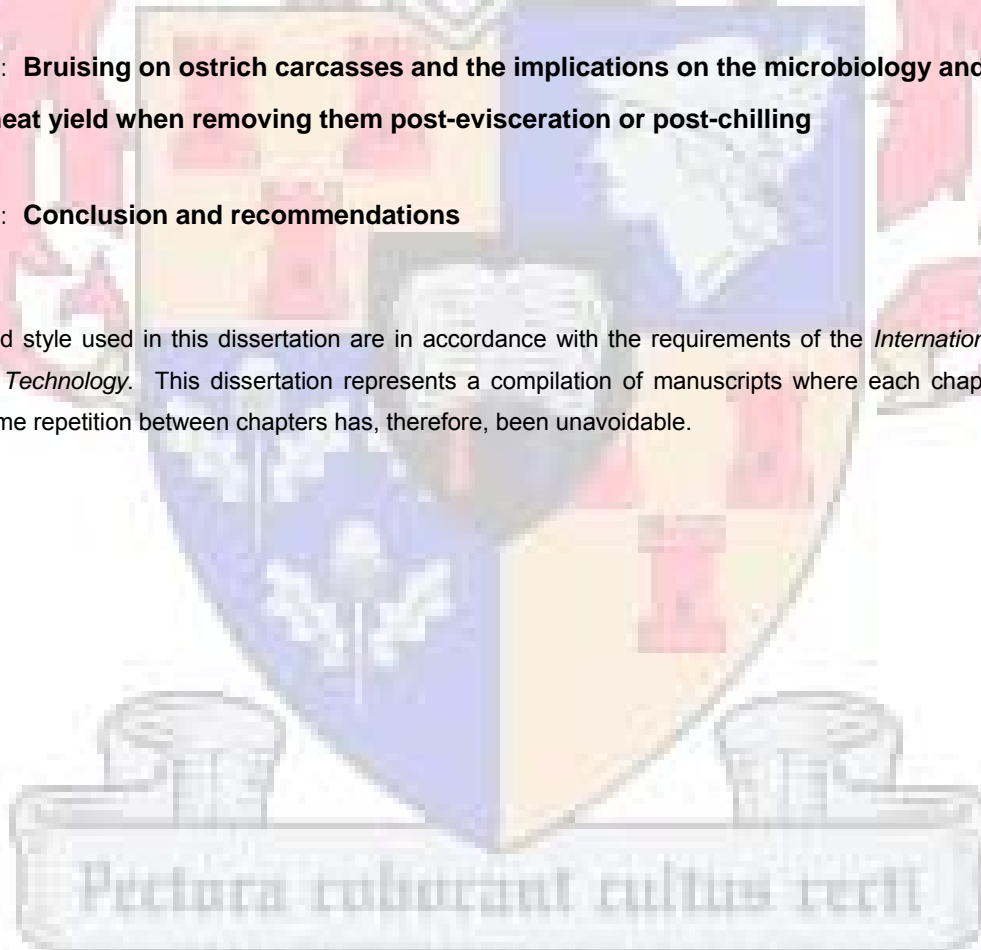 : Bruising on ostrich carcasses and the implications on the microbiology and
eat yield when removing them post-evisceration or post-chilling
: Conclusion and recommendations
d style used in this dissertation are in accordance with the requirements of the Internation
Technology. This dissertation represents a compilation of manuscripts where each chap
me repetition between chapters has, therefore, been unavoidable.
Pectora roborant cultus recti